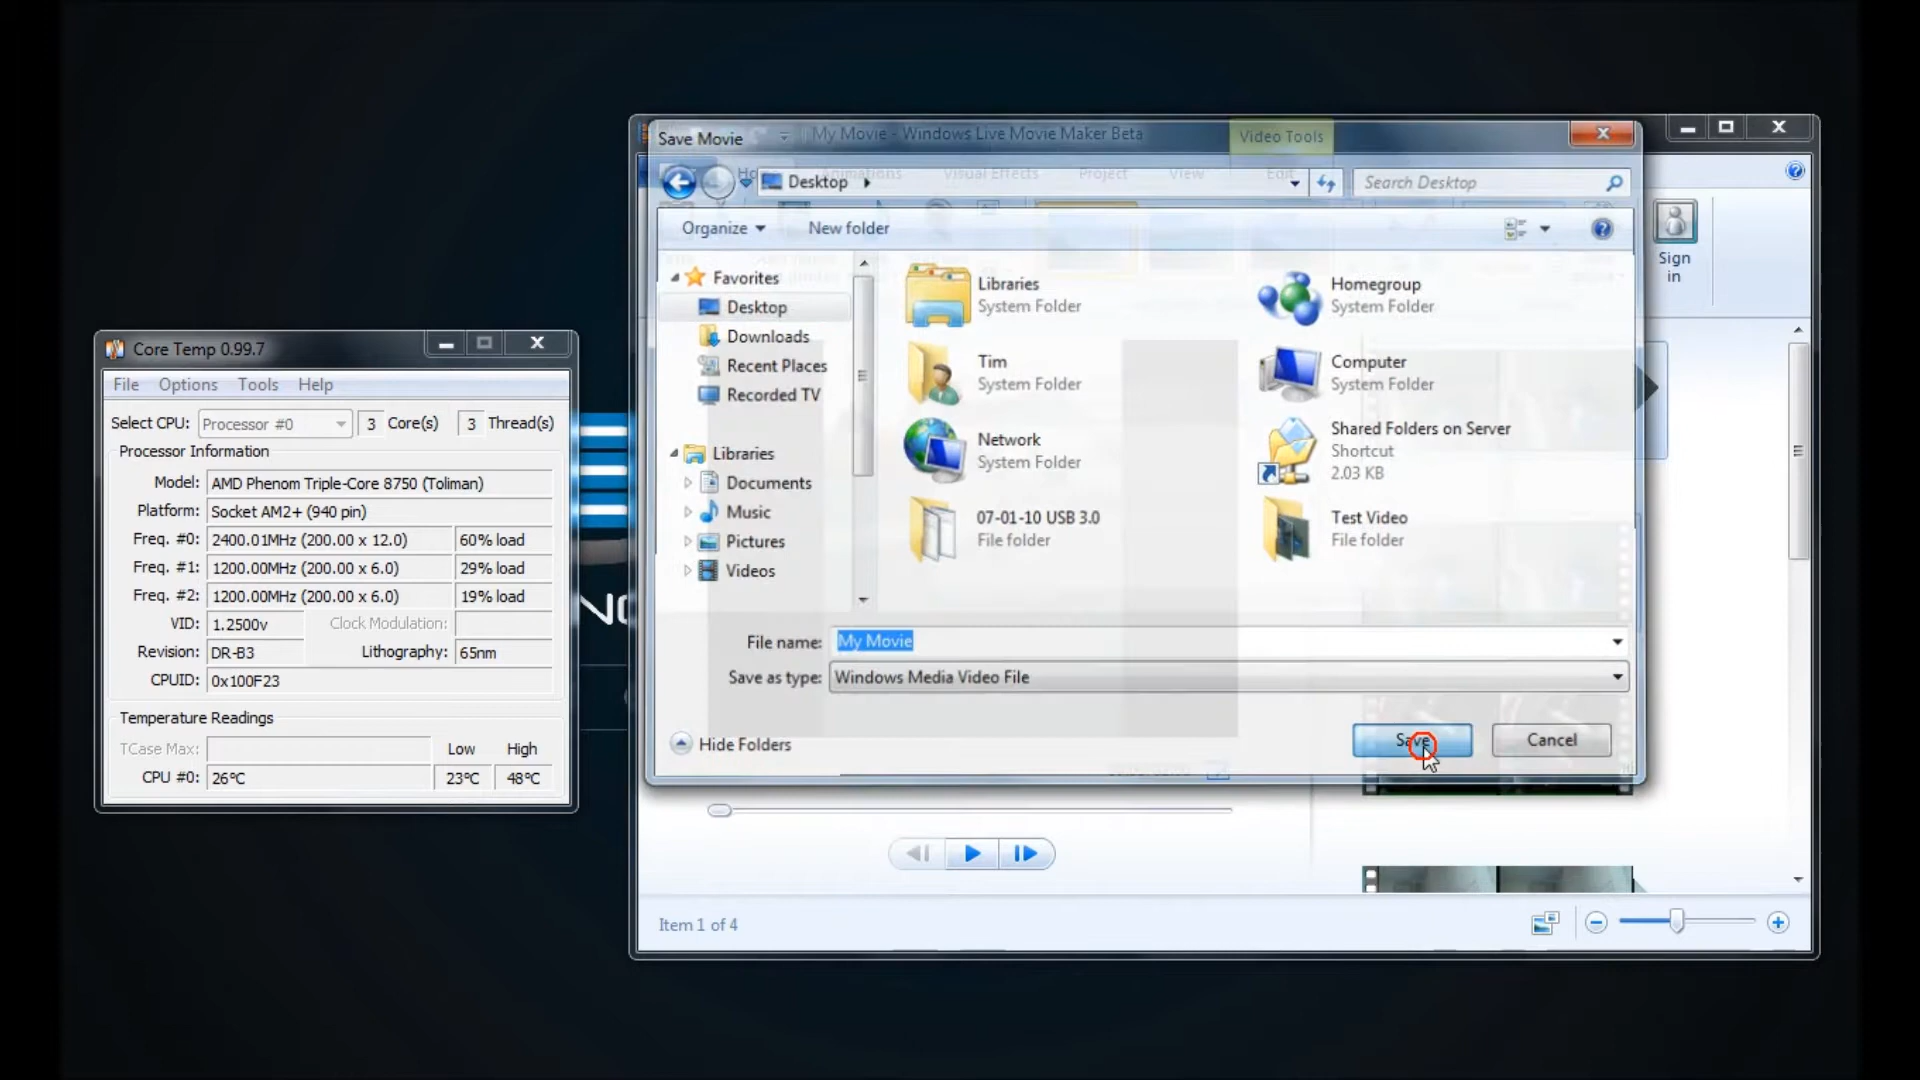 Save Movie
My Movie - Windows Live Movie Maker Beta
Video Tools
Animations
Visual Effects
Project
View
Edit
Desktop
Search Desktop
Organize
New folder
Sign
in
Favorites
Desktop
Downloads
Recent Places
Recorded TV
Libraries
Documents
Music
Pictures
Videos
Libraries
System Folder
Homegroup
System Folder
Tim
System Folder
Computer
System Folder
Network
System Folder
Shared Folders on Server
Shortcut
2.03 KB
07-01-10 USB 3.0
File folder
Test Video
File folder
File name: My Movie
Save as type: Windows Media Video File
Hide Folders
Save
Cancel
Item 1 of 4
Core Temp 0.99.7
File Options Tools Help
Select CPU: Processor #0 3 Core(s) 3 Thread(s)
Processor Information
Model: AMD Phenom Triple-Core 8750 (Toliman)
Platform: Socket AM2+ (940 pin)
Freq. #0: 2400.01MHz (200.00 x 12.0) 60% load
Freq. #1: 1200.00MHz (200.00 x 6.0) 29% load
Freq. #2: 1200.00MHz (200.00 x 6.0) 19% load
VID: 1.2500v Clock Modulation:
Revision: DR-B3 Lithography: 65nm
CPUID: 0x100F23
Temperature Readings
TCase Max: Low High
CPU #0: 26°C 23°C 48°C